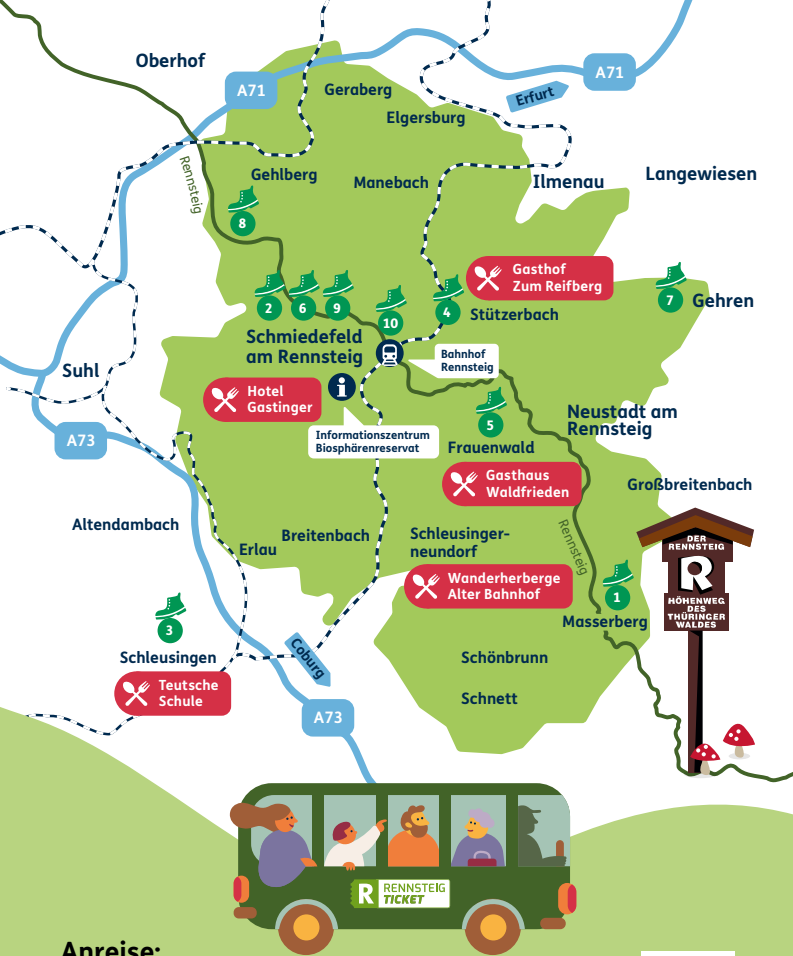 Oberhof
A71
A71
Geraberg
Erfurt
Elgersburg
Rennsteig
Gehlberg
Manebach
Ilmenau
Langewiesen
8
Gasthof
Zum Reifberg
2
6
9
10
4
Stützerbach
7
Gehren
Schmiedefeld
am Rennsteig
Bahnhof
Rennsteig
Suhl
Hotel
Gastinger
i
5
Neustadt am
Rennsteig
A73
Informationszentrum
Biosphärenreservat
Frauenwald
Gasthaus
Waldfrieden
Großbreitenbach
Altendambach
Erlau
Breitenbach
Schleusinger-
neundorf
Rennsteig
DER
RENNSTEIG
R
HÖHENWEG
DES
THÜRINGER
WALDES
Wanderherberge
Alter Bahnhof
1
Masserberg
3
Schleusingen
Coburg
Schönbrunn
Teutsche
Schule
Schnett
A73
R RENNSTEIG
TICKET
Anreise: